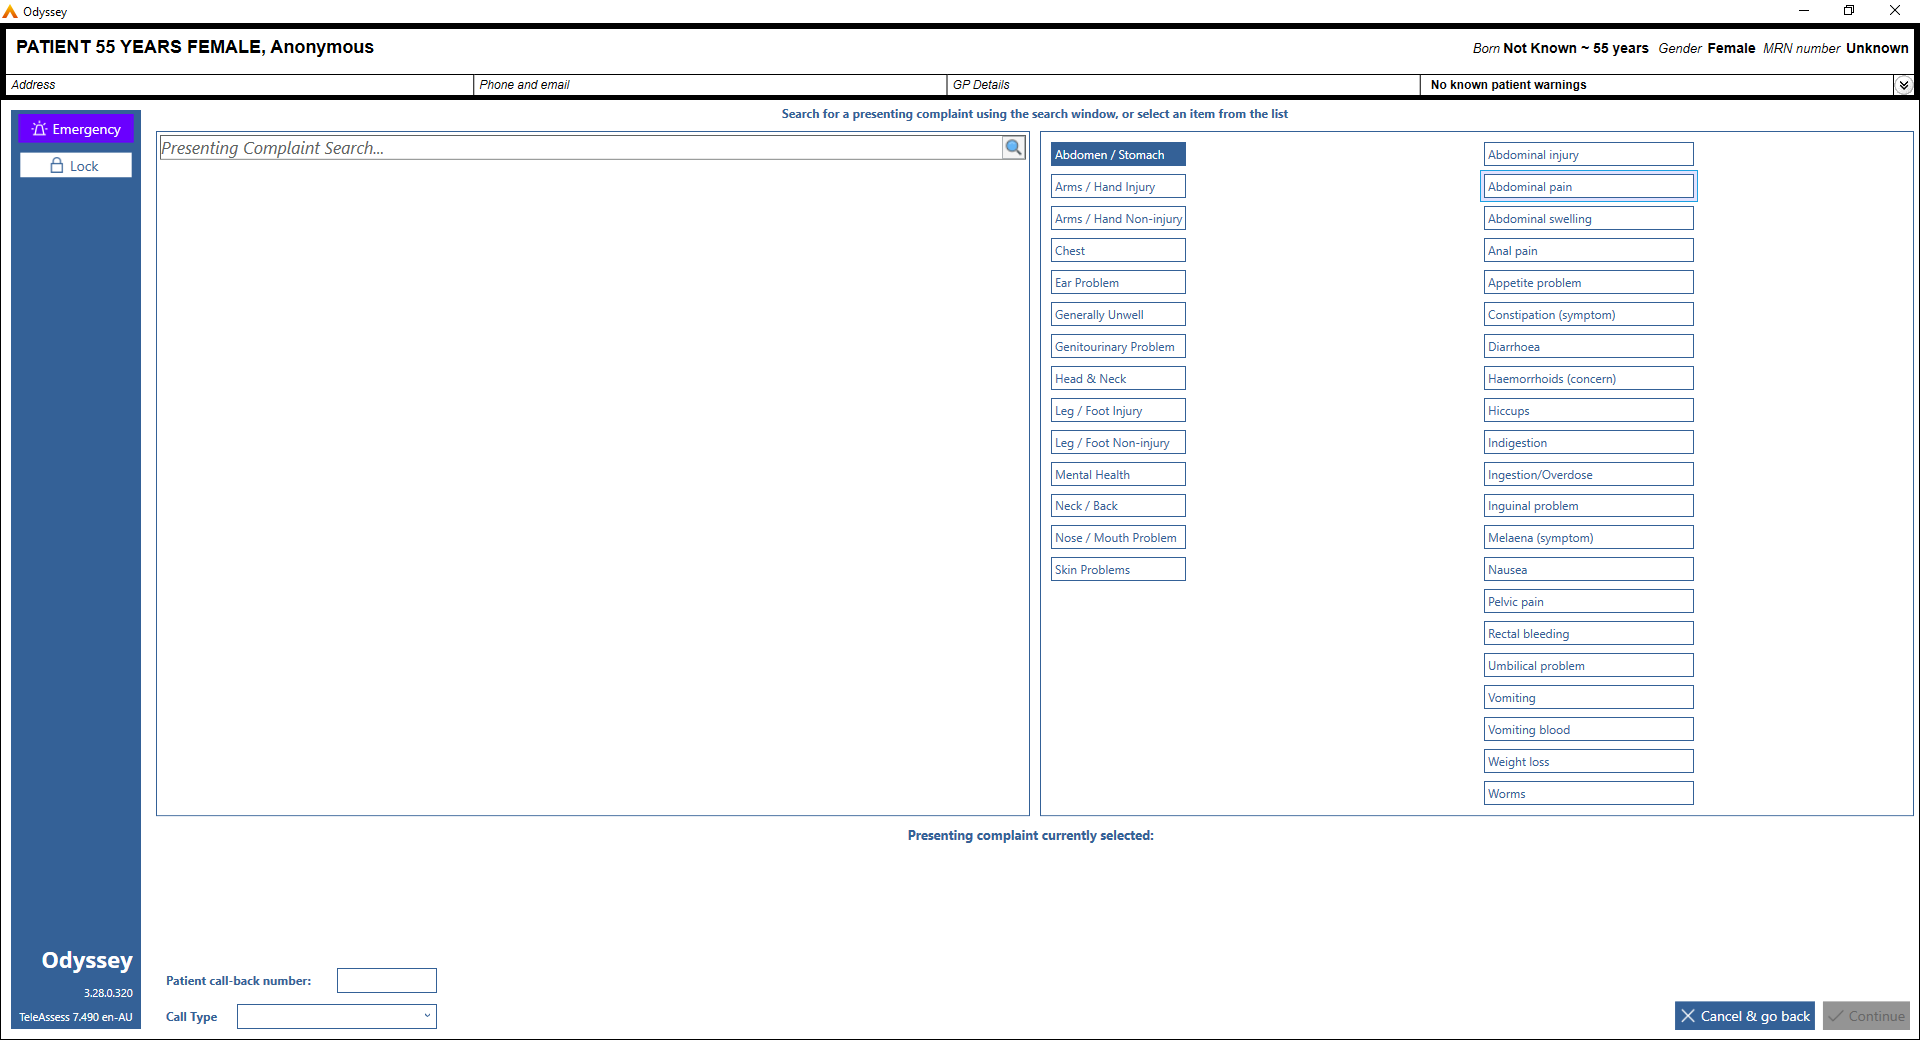 Odyssey
PATIENT 55 YEARS FEMALE, Anonymous
Born Not Known ~ 55 years Gender Female MRN number Unknown
Address
Phone and email
GP Details
No known patient warnings
Emergency
Lock
Search for a presenting complaint using the search window, or select an item from the list
Presenting Complaint Search...
Abdomen / Stomach
Arms / Hand Injury
Arms / Hand Non-injury
Chest
Ear Problem
Generally Unwell
Genitourinary Problem
Head & Neck
Leg / Foot Injury
Leg / Foot Non-injury
Mental Health
Neck / Back
Nose / Mouth Problem
Skin Problems
Abdominal injury
Abdominal pain
Abdominal swelling
Anal pain
Appetite problem
Constipation (symptom)
Diarrhoea
Haemorrhoids (concern)
Hiccups
Indigestion
Ingestion/Overdose
Inguinal problem
Melaena (symptom)
Nausea
Pelvic pain
Rectal bleeding
Umbilical problem
Vomiting
Vomiting blood
Weight loss
Worms
Presenting complaint currently selected:
Odyssey
3.28.0.320
TeleAssess 7.490 en-AU
Patient call-back number:
Call Type
Cancel & go back
Continue